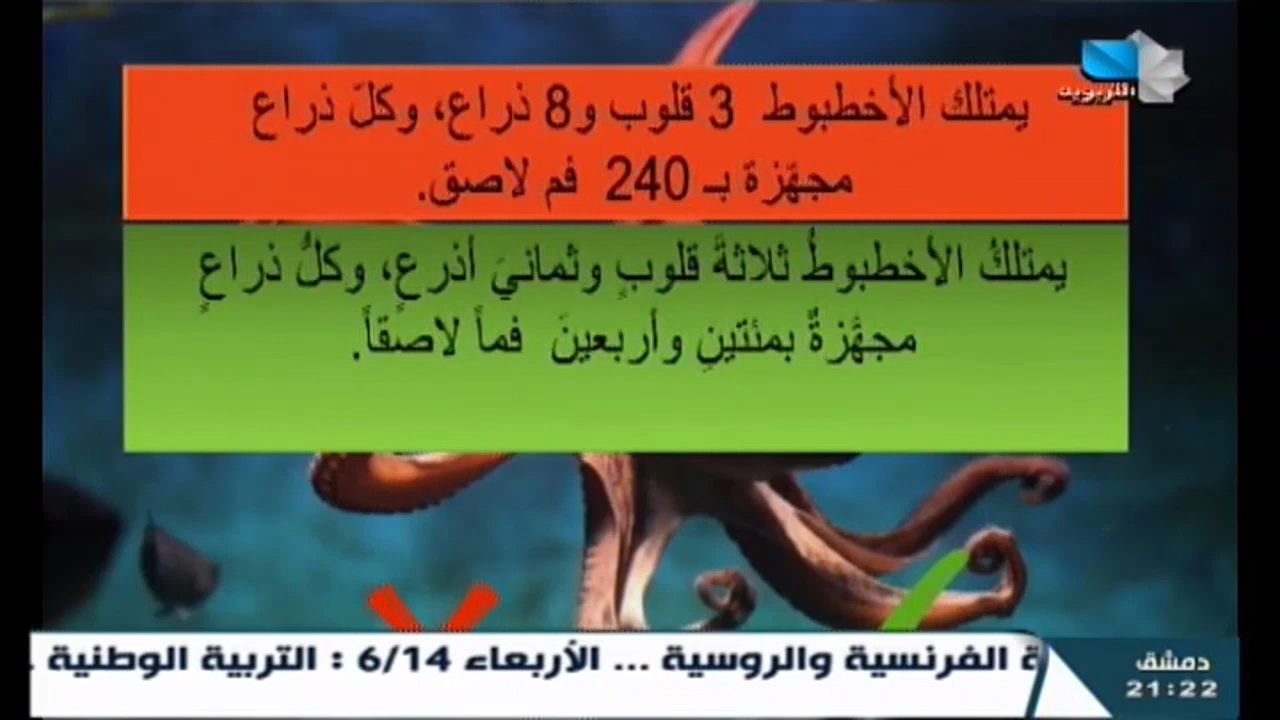 التربوية
يمتلك الأخطبوط 3 قلوب و8 ذراع، وكلّ ذراع
مجهّزة بـ 240 فم لاصق.
يمتلكُ الأخطبوطُ ثلاثةَ قلوبٍ وثمانيَ أذرعٍ، وكلُّ ذراعٍ
مجهَّزةٌ بمئتينِ وأربعينَ فماً لاصقاً.
ة الفرنسية والروسية ... الأربعاء 6/14 : التربية الوطنية
دمشق
21:22